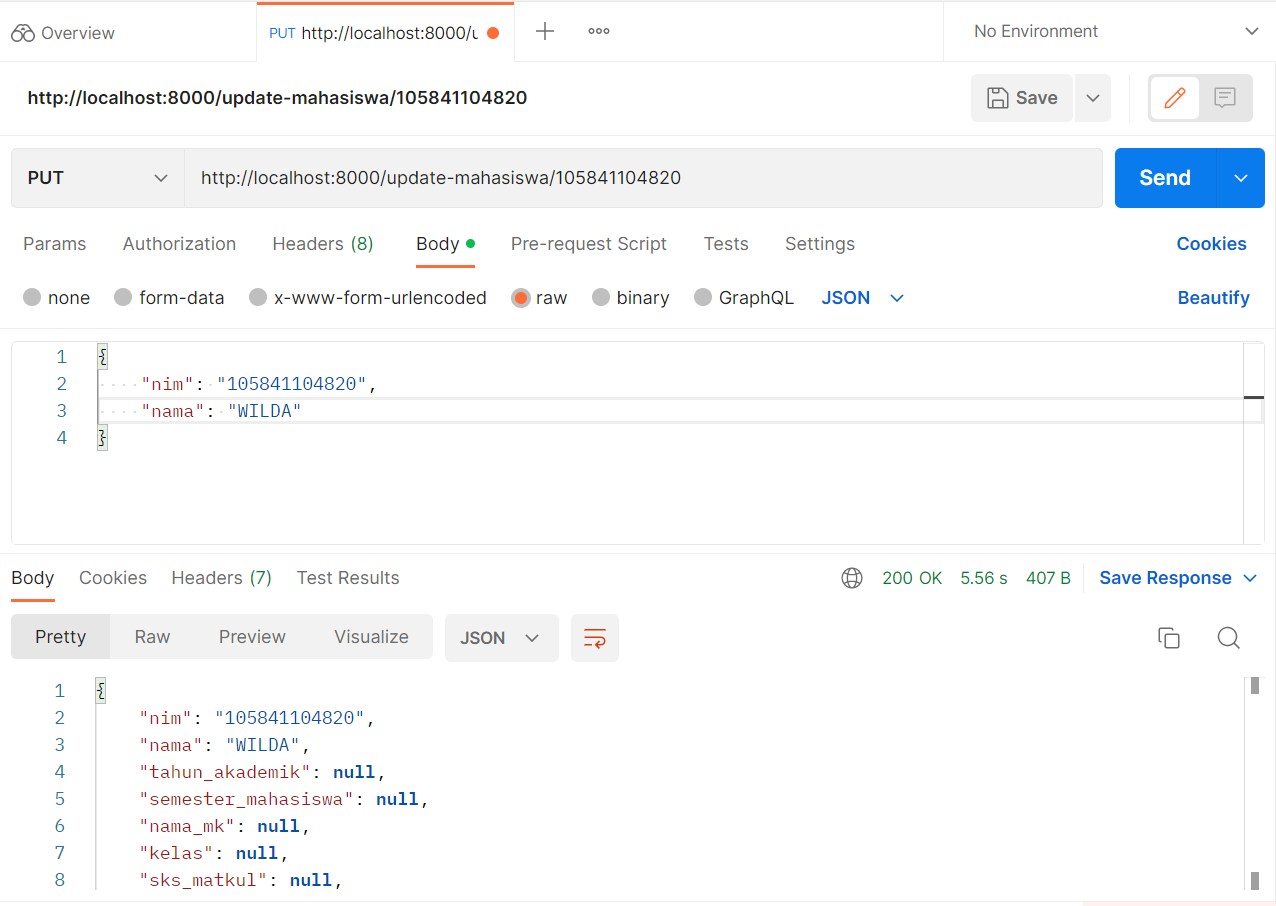 Overview
PUT http://localhost:8000/u
No Environment
http://localhost:8000/update-mahasiswa/105841104820
Save
PUT
http://localhost:8000/update-mahasiswa/105841104820
Send
Params Authorization Headers (8) Body Pre-request Script Tests Settings Cookies
none form-data x-www-form-urlencoded raw binary GraphQL JSON Beautify
1 {
2 "nim": "105841104820",
3 "nama": "WILDA"
4 }
Body Cookies Headers (7) Test Results 200 OK 5.56 s 407 B Save Response
Pretty Raw Preview Visualize JSON
1 {
2 "nim": "105841104820",
3 "nama": "WILDA",
4 "tahun_akademik": null,
5 "semester_mahasiswa": null,
6 "nama_mk": null,
7 "kelas": null,
8 "sks_matkul": null,